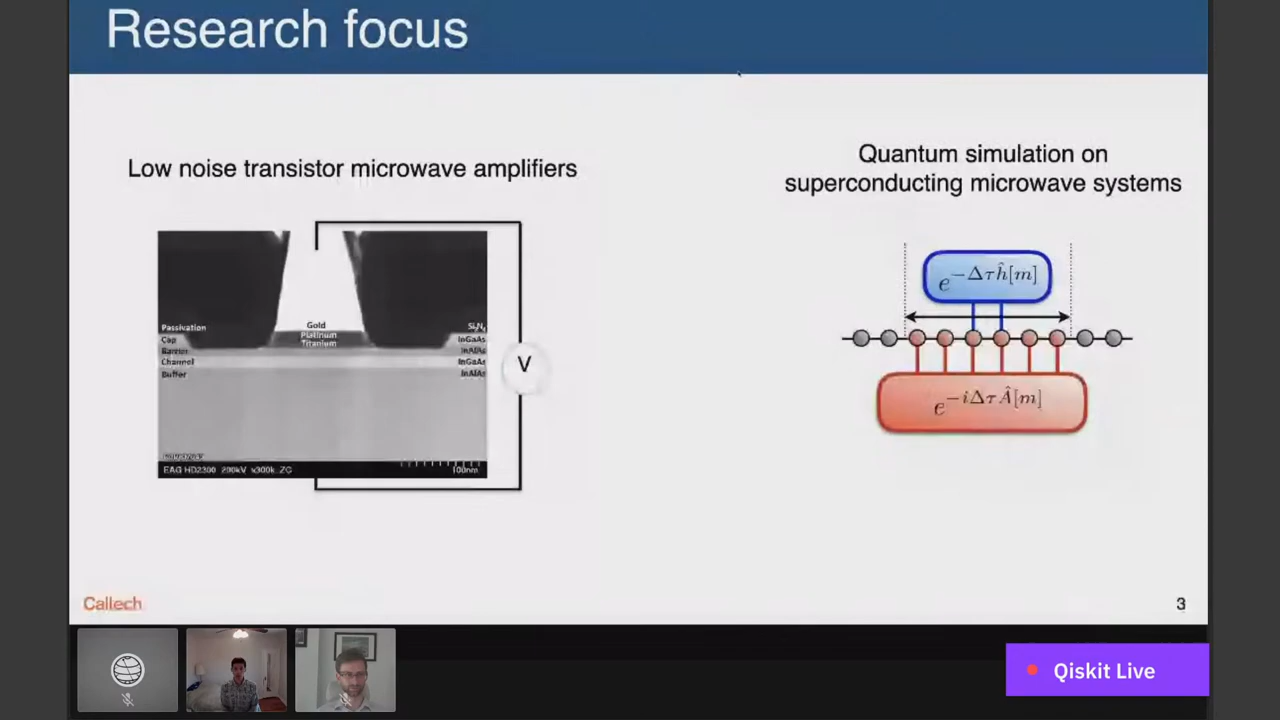 Research focus
Low noise transistor microwave amplifiers
Quantum simulation on
superconducting microwave systems
Passivation
Cap
Barrier
Channel
Buffer
Gold
Platinum
Titanium
InGaAs
InAlAs
InGaAs
InAlAs
EAG HD2300 200kV x300k ZC
100nm
V
e^{-Δτĥ[m]}
e^{-iΔτÂ[m]}
Caltech
3
Qiskit Live